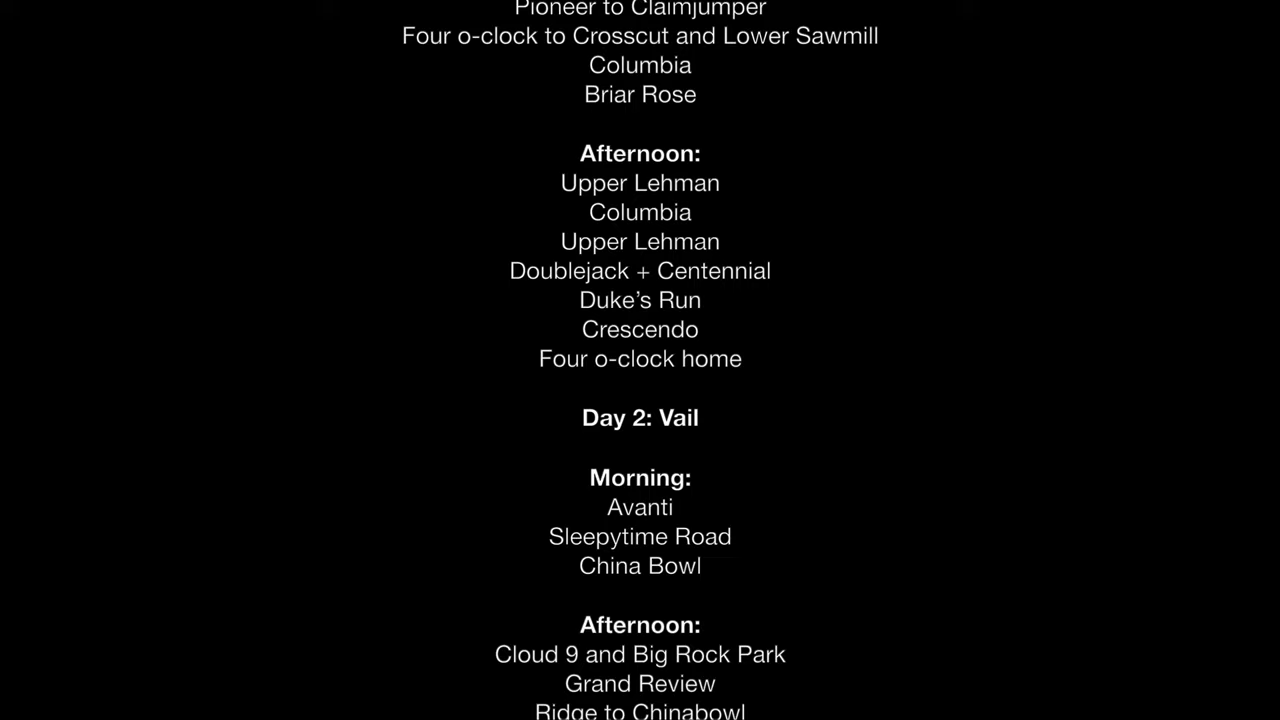 Pioneer to Claimjumper
Four o-clock to Crosscut and Lower Sawmill
Columbia
Briar Rose
Afternoon:
Upper Lehman
Columbia
Upper Lehman
Doublejack + Centennial
Duke’s Run
Crescendo
Four o-clock home
Day 2: Vail
Morning:
Avanti
Sleepytime Road
China Bowl
Afternoon:
Cloud 9 and Big Rock Park
Grand Review
Ridge to Chinabowl